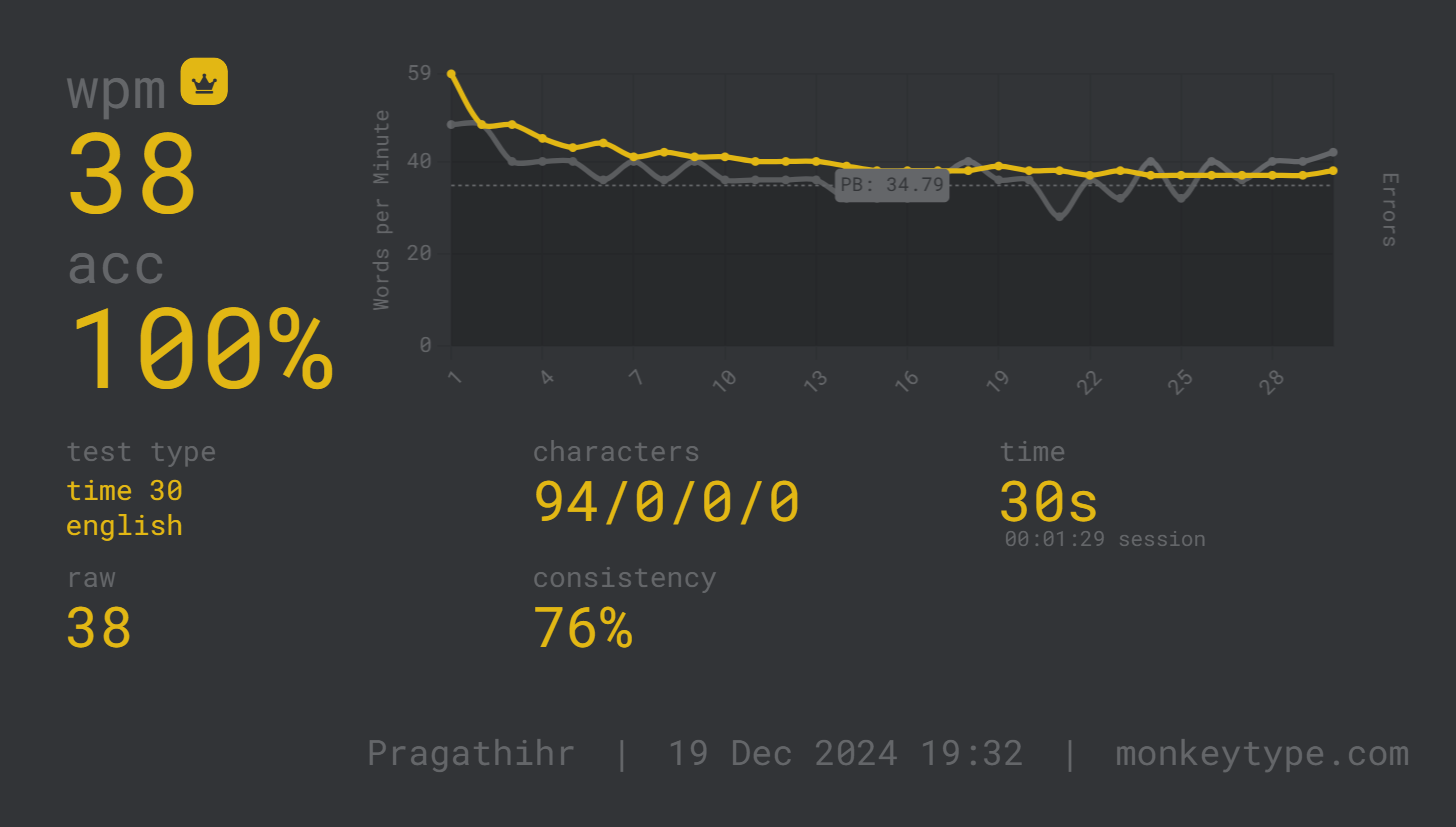 wpm
38
acc
100%
Words per Minute
59
40
20
0
PB: 34.79
Errors
1 4 7 10 13 16 19 22 25 28
test type
time 30
english
characters
94/0/0/0
time
30s
00:01:29 session
raw
38
consistency
76%
Pragathihr | 19 Dec 2024 19:32 | monkeytype.com